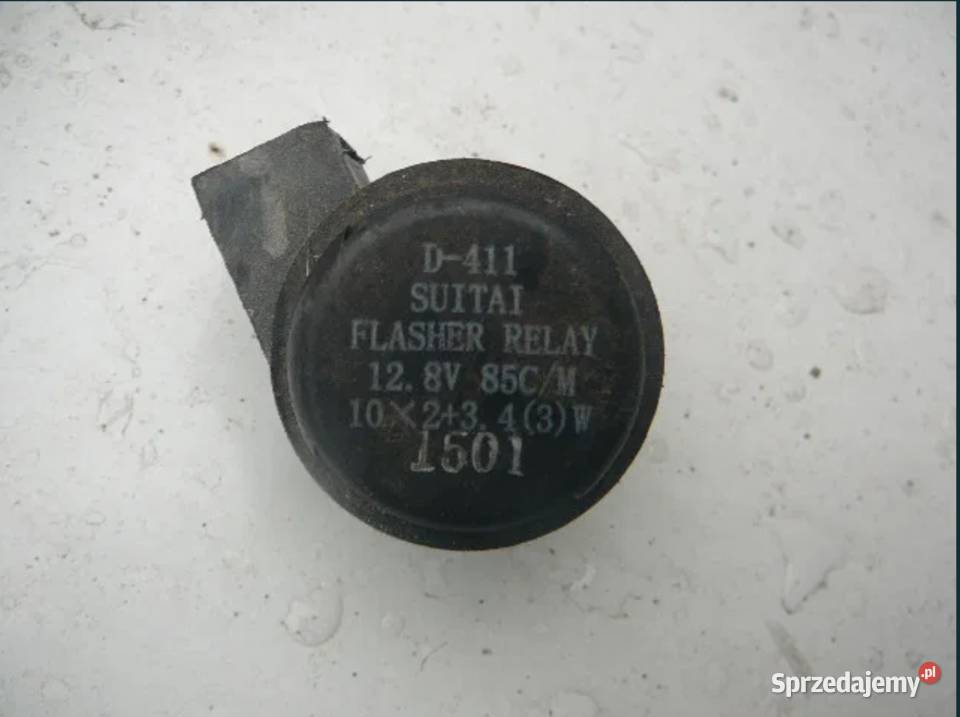 D-411
SUITAI
FLASHER RELAY
12.8V 85C/M
10×2+3.4(3)W
1501
Sprzedajemy.pl